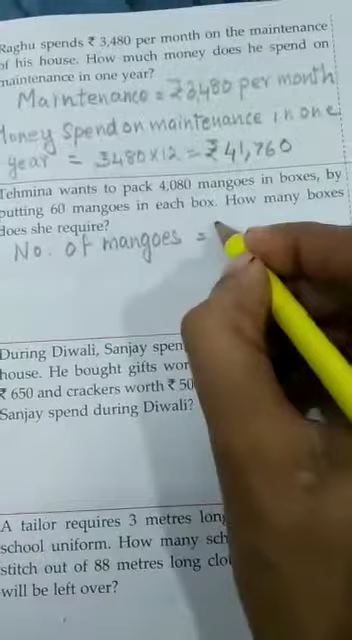 Raghu spends ₹ 3,480 per month on the maintenance
of his house. How much money does he spend on
maintenance in one year?
Maintenance = ₹3,480 per month
Money Spend on maintenance in one
year = 3480×12 = ₹41,760
Tehmina wants to pack 4,080 mangoes in boxes, by
putting 60 mangoes in each box. How many boxes
does she require?
No. of mangoes =
During Diwali, Sanjay spen
house. He bought gifts wor
₹ 650 and crackers worth ₹ 50
Sanjay spend during Diwali?
A tailor requires 3 metres long
school uniform. How many sch
stitch out of 88 metres long clo
will be left over?